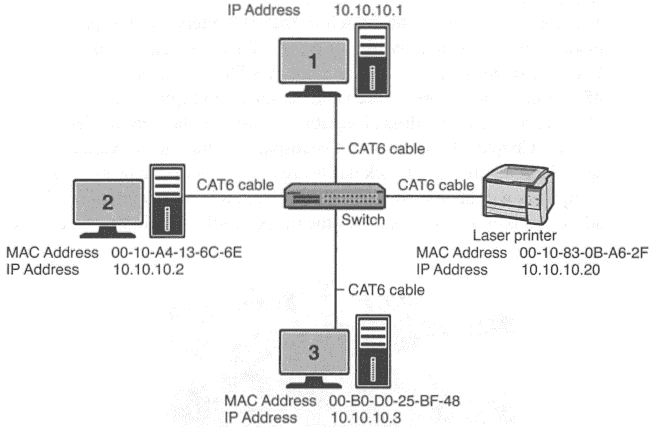 IP Address 10.10.10.1
1
CAT6 cable
2
CAT6 cable
CAT6 cable
Switch
Laser printer
MAC Address 00-10-A4-13-6C-6E
IP Address 10.10.10.2
MAC Address 00-10-83-0B-A6-2F
IP Address 10.10.10.20
CAT6 cable
3
MAC Address 00-B0-D0-25-BF-48
IP Address 10.10.10.3